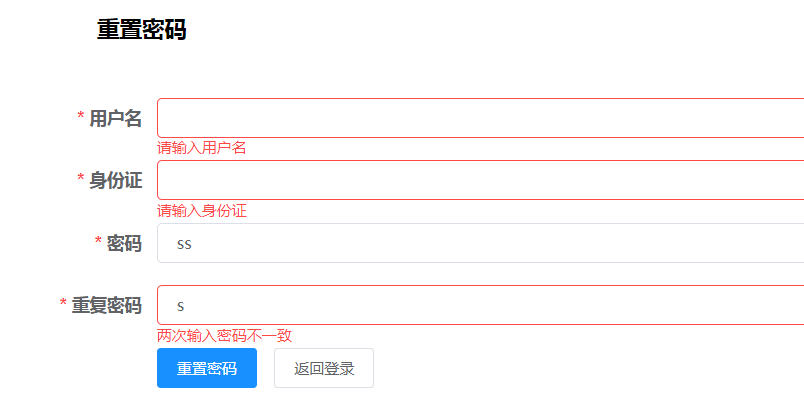 重置密码
* 用户名
请输入用户名
* 身份证
请输入身份证
* 密码 ss
* 重复密码 s
两次输入密码不一致
重置密码 返回登录